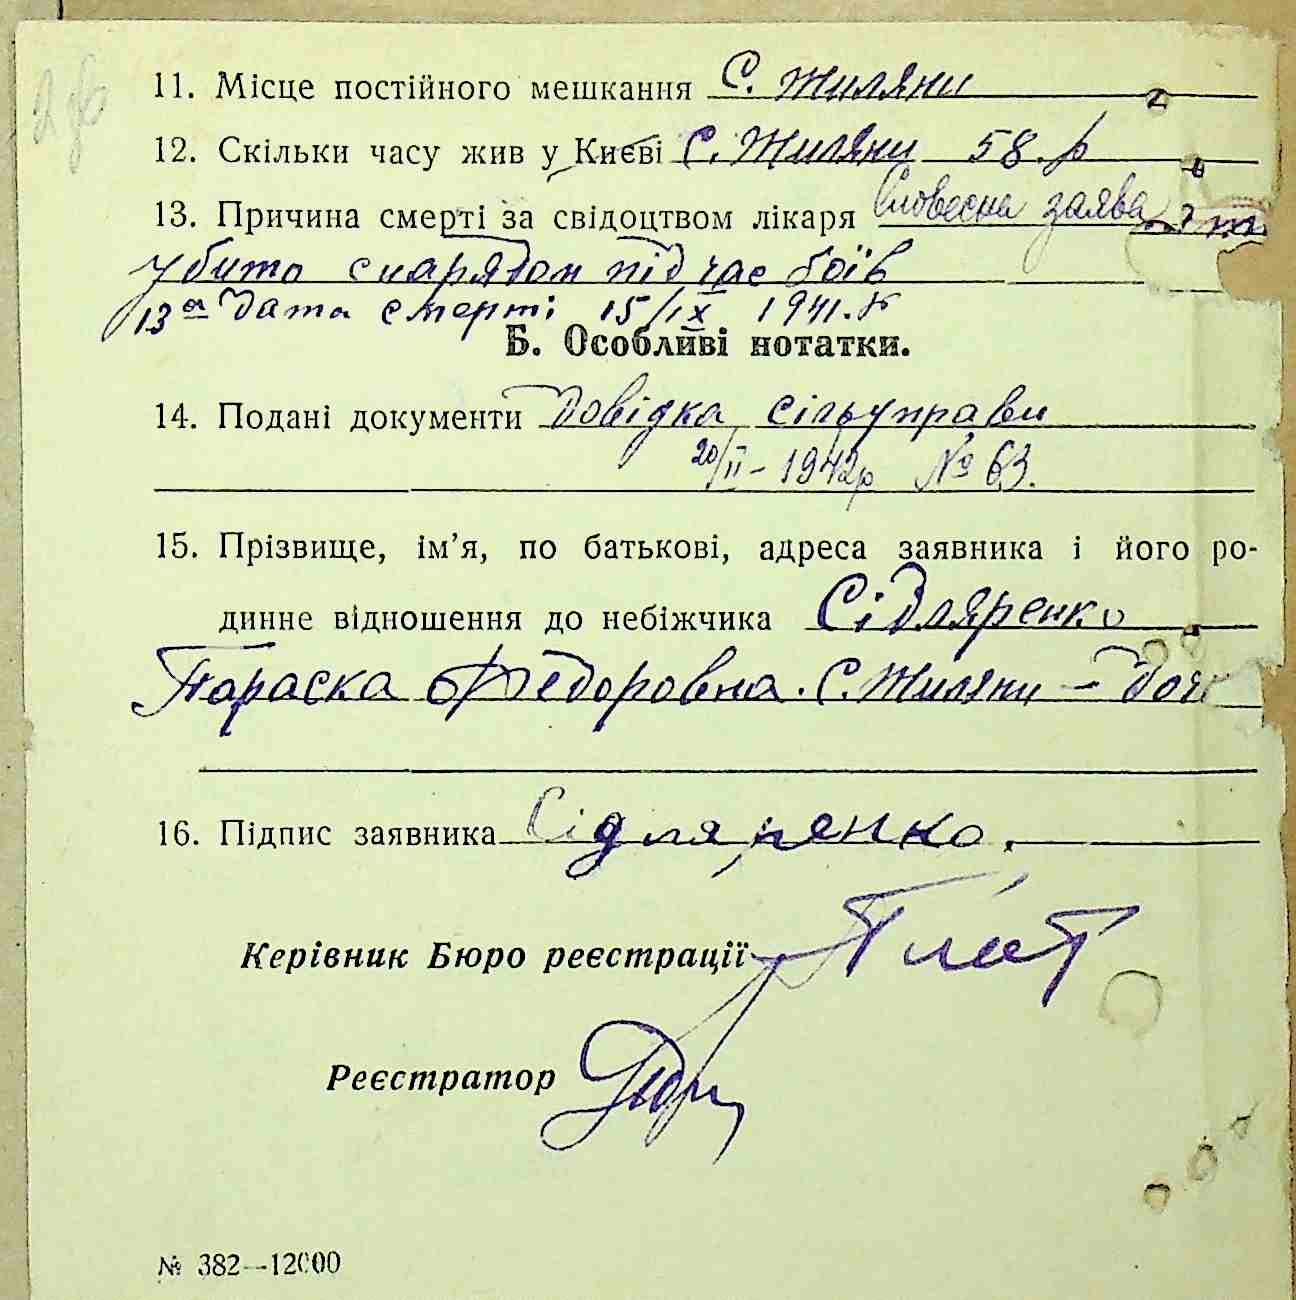 11. Місце постійного мешкання С. Жиляни
12. Скільки часу жив у Києві С. Жиляни 58. р
13. Причина смерті за свідоцтвом лікаря Словесна заява
убито снарядом під час боїв
13а Дата смерті 15/IX 1941. р
Б. Особливі нотатки.
14. Подані документи Довідка сільуправи
20/II - 1942р № 63.
15. Прізвище, ім'я, по батькові, адреса заявника і його ро-
динне відношення до небіжчика Сідляренко
Параска Федоровна. С. Жиляни -
16. Підпис заявника Сідляренко.
Керівник Бюро реєстрації
Реєстратор
№ 382—12000